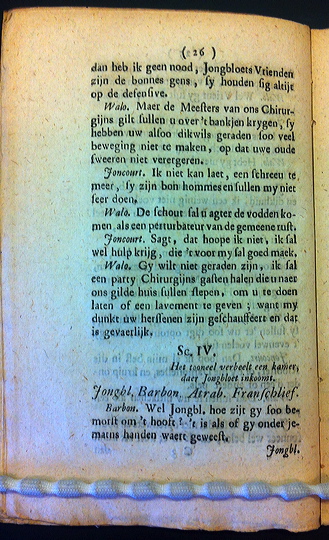 ( 26 )
dan heb ik geen nood, Jongbloets Vrienden
zijn de bonnes gens, sy houden sig altijt
op de defensive.
Walo. Maer de Meesters van ons Chirur-
gijns gilt sullen u over 't bankjen krygen, sy
hebben uw alsoo dikwils geraden soo veel
beweging niet te maken, op dat uwe oude
sweeren niet verergeren.
Joncourt. Ik niet kan laet, een schreeu te
meer, sy zijn bon hommies en sullen my niet
seer doen.
Walo. De schout sal u agter de vodden ko-
men, als een perturbateur van de gemeene rust.
Joncourt. Sagt, dat hoope ik niet, ik sal
wel hulp krijg, die 't voor my sal goed maek.
Walo. Gy wilt niet geraden zijn, ik sal
een party Chirurgijns gasten halen die u naer
ons gilde huis sullen slepen, om u te doen
laten of een lavement te geven; want my
dunkt uw herssenen zijn geschauffeert en dat
is gevaerlijk.
Sc. IV.
Het tooneel verbeelt een kamer,
daer Jongbloet inkoomt.
Jongbl. Barbon. Atrab. Franschlief.
Barbon. Wel Jongbl. hoe zijt gy soo be-
morst om 't hooft? 't is als of gy onder je-
mants handen waert geweest.
Jongbl.